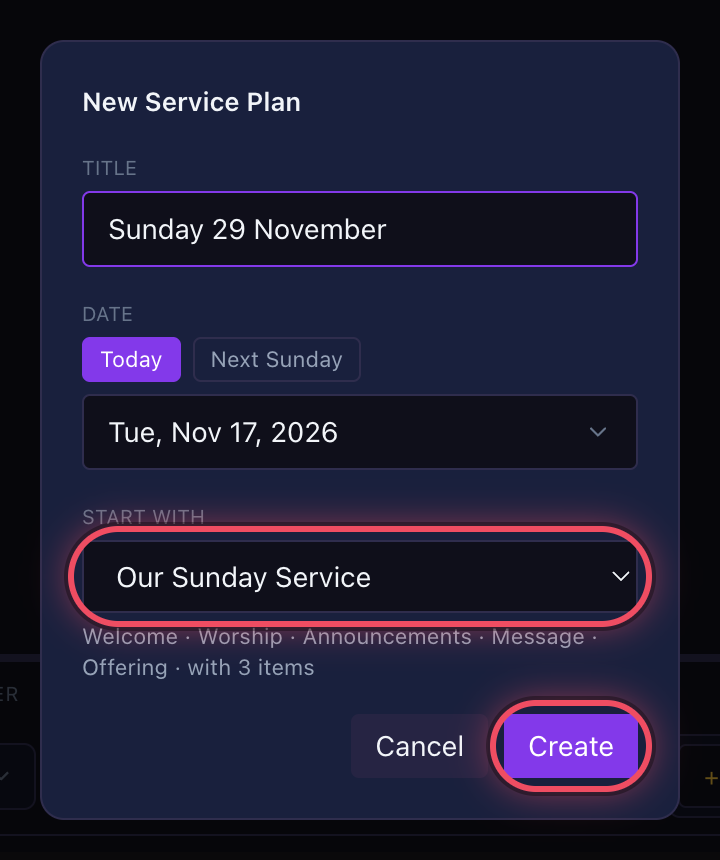 New Service Plan
TITLE
Sunday 29 November
DATE
Today
Next Sunday
Tue, Nov 17, 2026
START WITH
Our Sunday Service
Welcome · Worship · Announcements · Message ·
Offering · with 3 items
ER
Cancel
Create
+